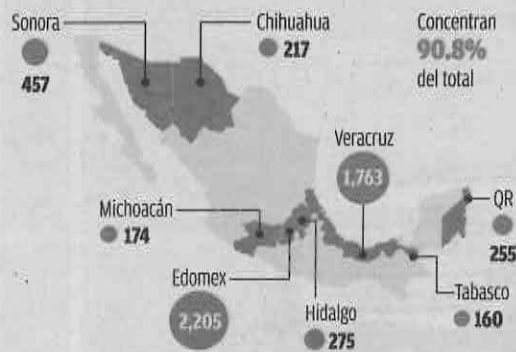 Sonora
457
Chihuahua
217
Concentran
90.8%
del total
Veracruz
1,763
QR
255
Michoacán
174
Edomex
2,205
Hidalgo
275
Tabasco
160